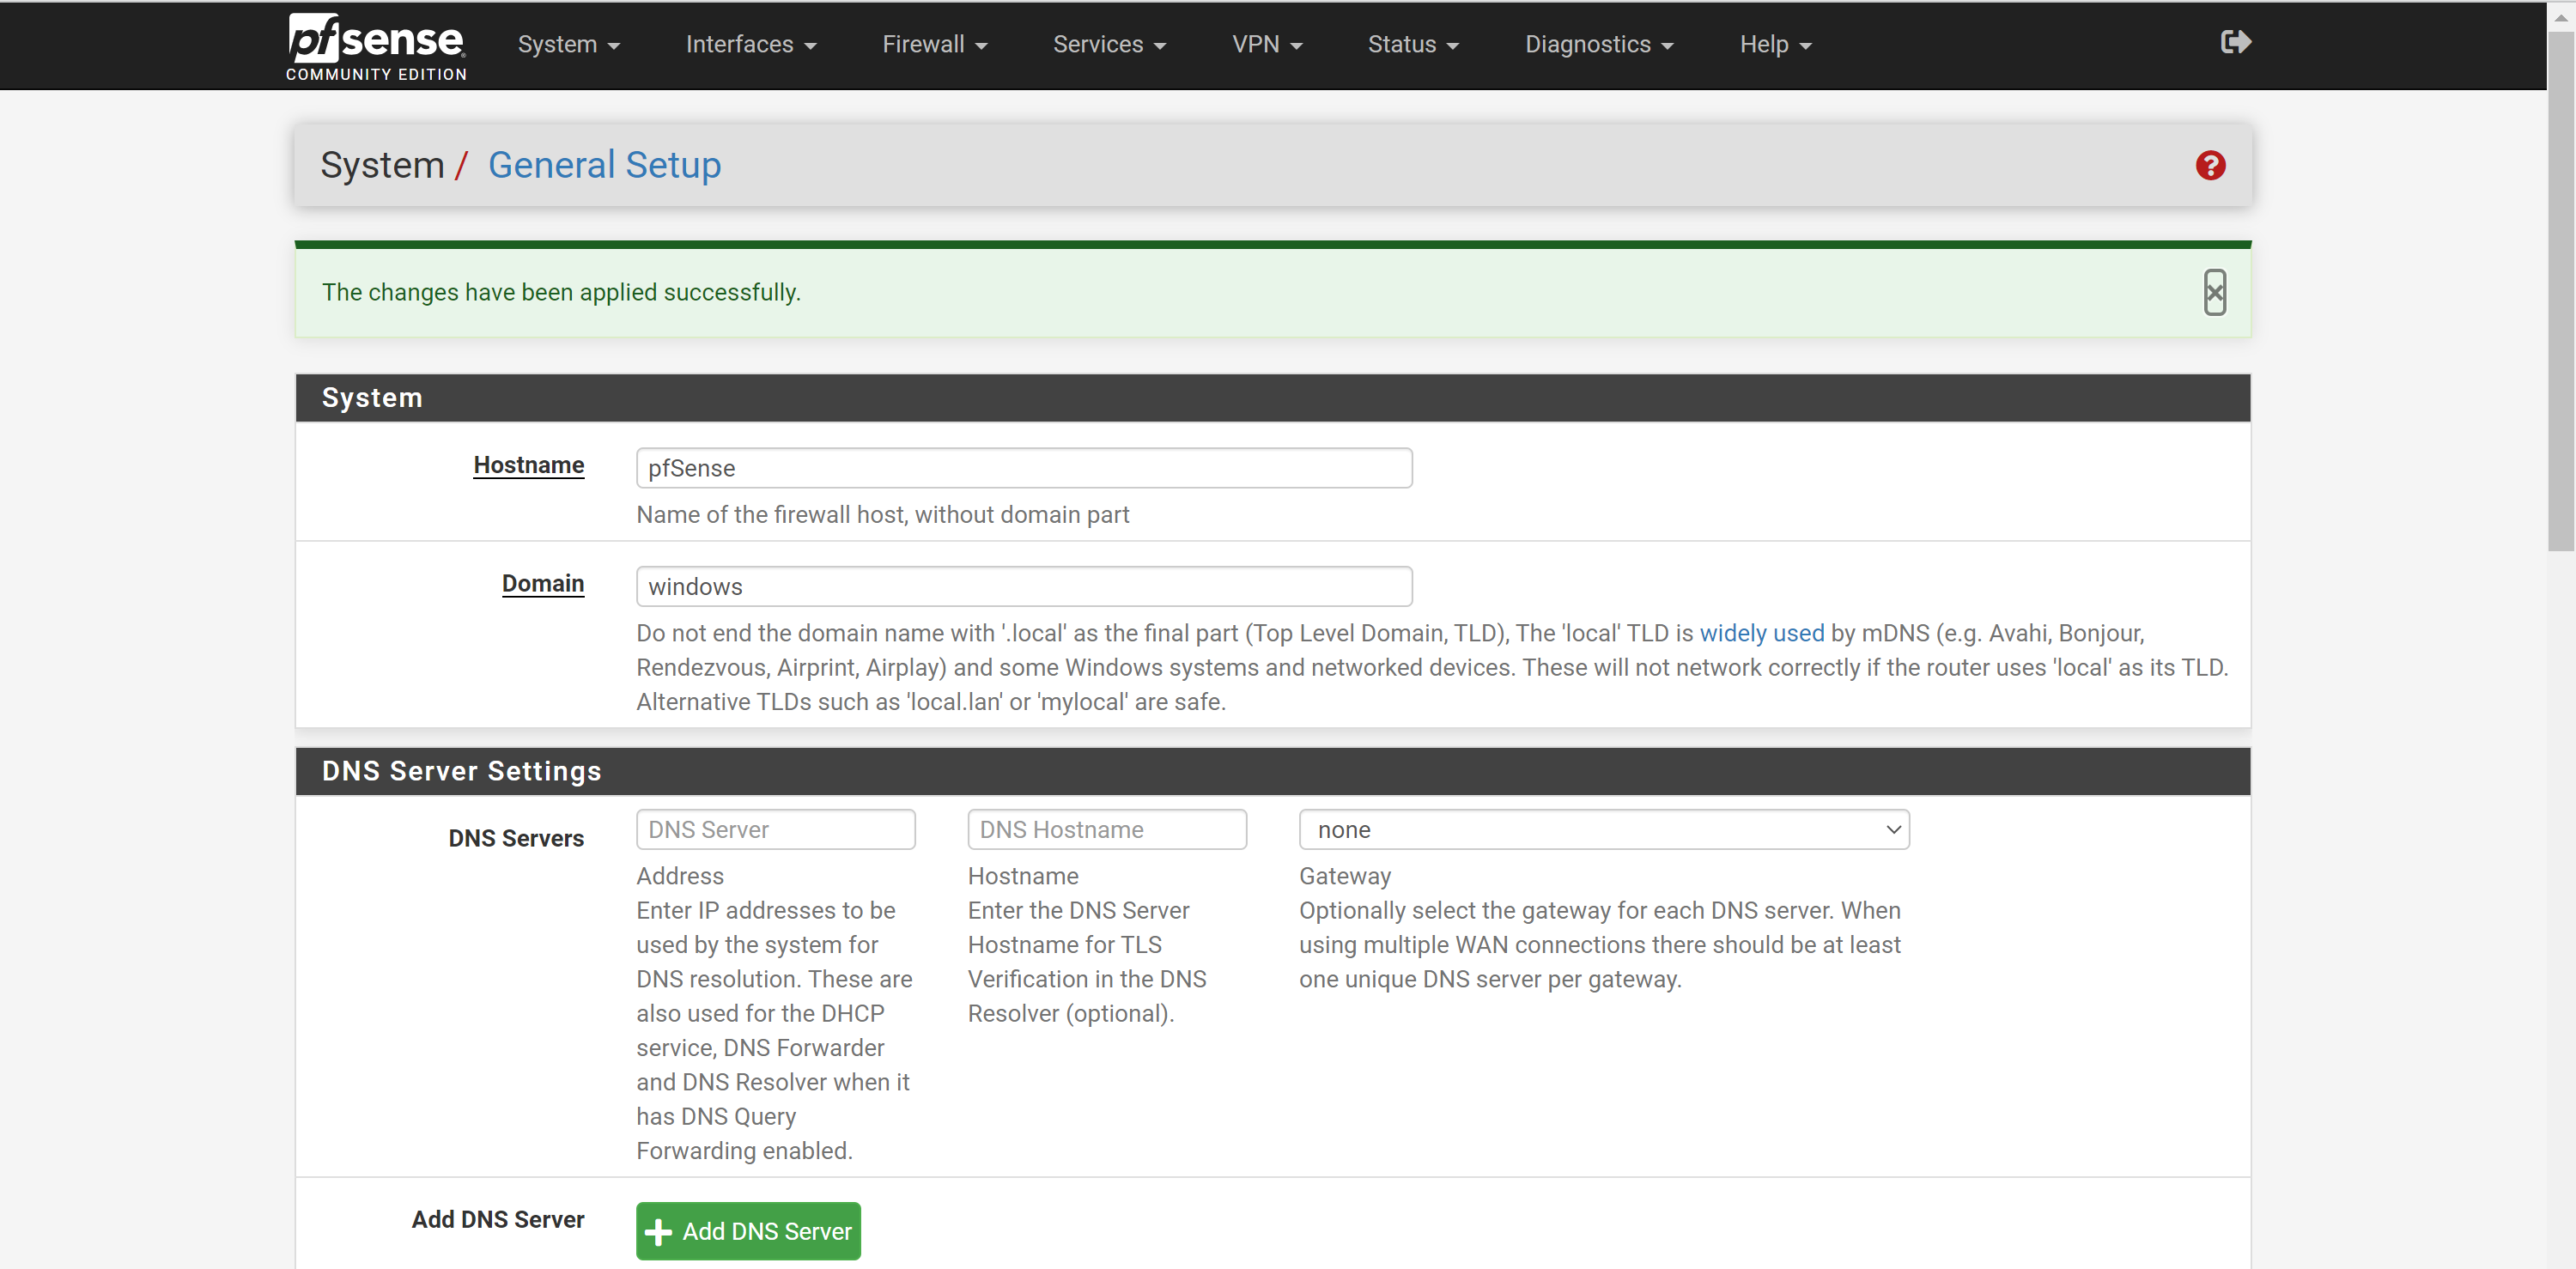 pfsense
COMMUNITY EDITION
System
Interfaces
Firewall
Services
VPN
Status
Diagnostics
Help
System / General Setup
The changes have been applied successfully.
System
Hostname
pfSense
Name of the firewall host, without domain part
Domain
windows
Do not end the domain name with '.local' as the final part (Top Level Domain, TLD), The 'local' TLD is widely used by mDNS (e.g. Avahi, Bonjour,
Rendezvous, Airprint, Airplay) and some Windows systems and networked devices. These will not network correctly if the router uses 'local' as its TLD.
Alternative TLDs such as 'local.lan' or 'mylocal' are safe.
DNS Server Settings
DNS Servers
DNS Server
Address
Enter IP addresses to be
used by the system for
DNS resolution. These are
also used for the DHCP
service, DNS Forwarder
and DNS Resolver when it
has DNS Query
Forwarding enabled.
DNS Hostname
Hostname
Enter the DNS Server
Hostname for TLS
Verification in the DNS
Resolver (optional).
none
Gateway
Optionally select the gateway for each DNS server. When
using multiple WAN connections there should be at least
one unique DNS server per gateway.
Add DNS Server
Add DNS Server